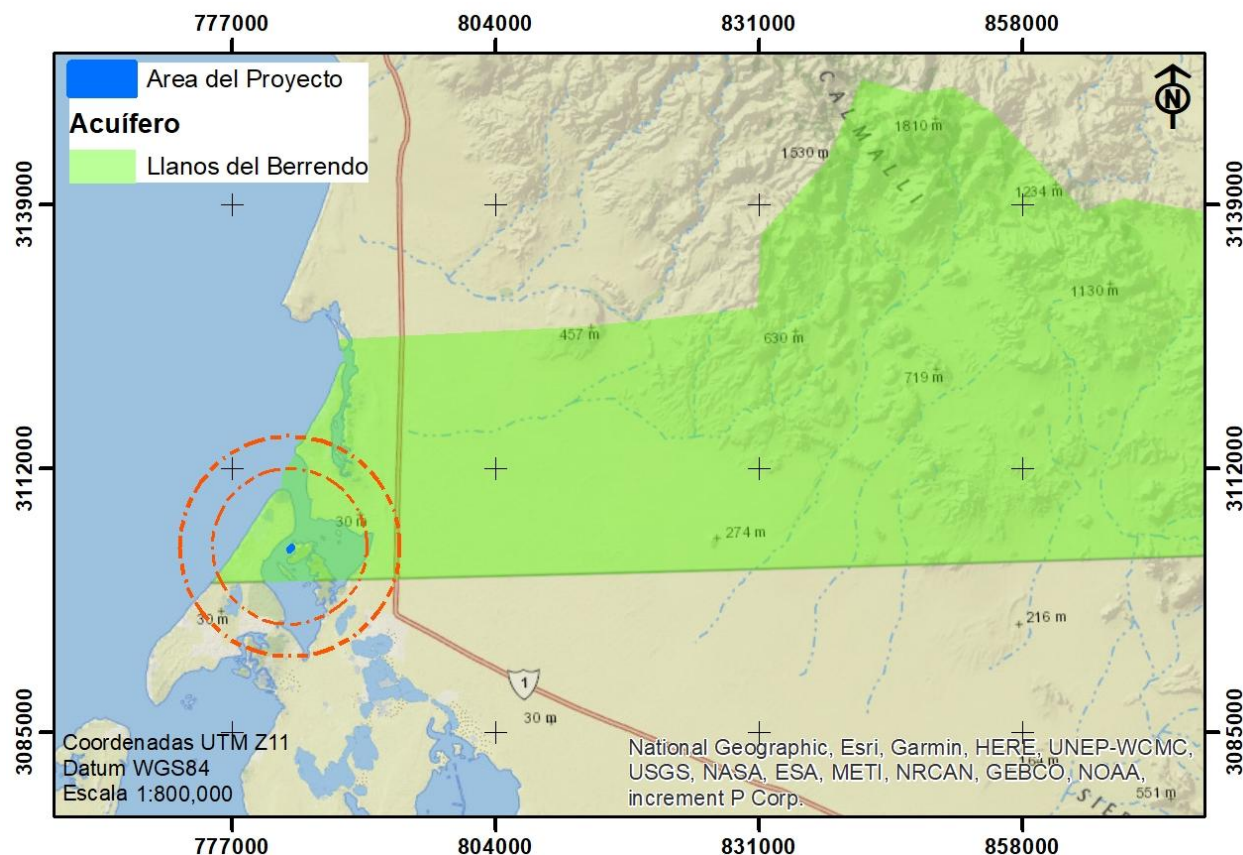 777000 804000 831000 858000
Area del Proyecto
Acuífero
Llanos del Berrendo
N
CALMALLI
1810 m
1530 m
1234 m
3139000 3139000
1130 m
457 m
630 m
719 m
3112000 3112000
30 m
274 m
30 m
216 m
1
30 m
3085000 3085000
Coordenadas UTM Z11
Datum WGS84
Escala 1:800,000
National Geographic, Esri, Garmin, HERE, UNEP-WCMC,
USGS, NASA, ESA, METI, NRCAN, GEBCO, NOAA,
increment P Corp.
164 m
551 m
777000 804000 831000 858000